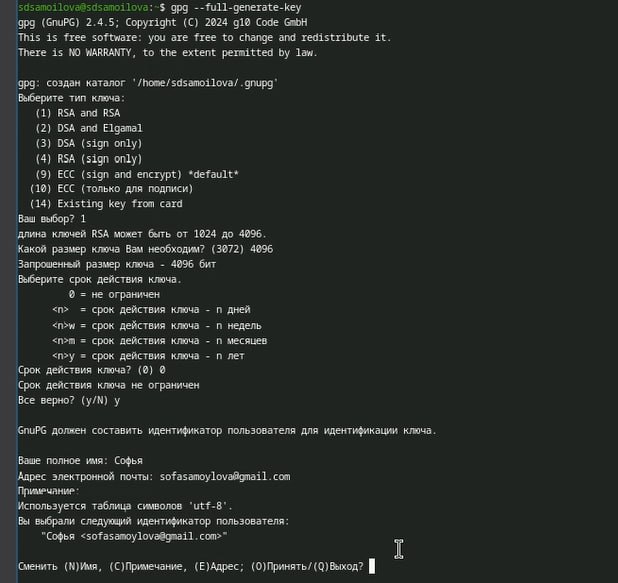 sdsamoilova@sdsamoilova:~$ gpg --full-generate-key
gpg (GnuPG) 2.4.5; Copyright (C) 2024 g10 Code GmbH
This is free software: you are free to change and redistribute it.
There is NO WARRANTY, to the extent permitted by law.
gpg: создан каталог '/home/sdsamoilova/.gnupg'
Выберите тип ключа:
(1) RSA and RSA
(2) DSA and Elgamal
(3) DSA (sign only)
(4) RSA (sign only)
(9) ECC (sign and encrypt) *default*
(10) ECC (только для подписи)
(14) Existing key from card
Ваш выбор? 1
длина ключей RSA может быть от 1024 до 4096.
Какой размер ключа Вам необходим? (3072) 4096
Запрошенный размер ключа - 4096 бит
Выберите срок действия ключа.
0 = не ограничен
<n> = срок действия ключа - n дней
<n>w = срок действия ключа - n недель
<n>m = срок действия ключа - n месяцев
<n>y = срок действия ключа - n лет
Срок действия ключа? (0) 0
Срок действия ключа не ограничен
Все верно? (y/N) y
GnuPG должен составить идентификатор пользователя для идентификации ключа.
Ваше полное имя: Софья
Адрес электронной почты: sofasamoylova@gmail.com
Примечание:
Используется таблица символов 'utf-8'.
Вы выбрали следующий идентификатор пользователя:
"Софья <sofasamoylova@gmail.com>"
Сменить (N)Имя, (C)Примечание, (E)Адрес; (O)Принять/(Q)Выход?